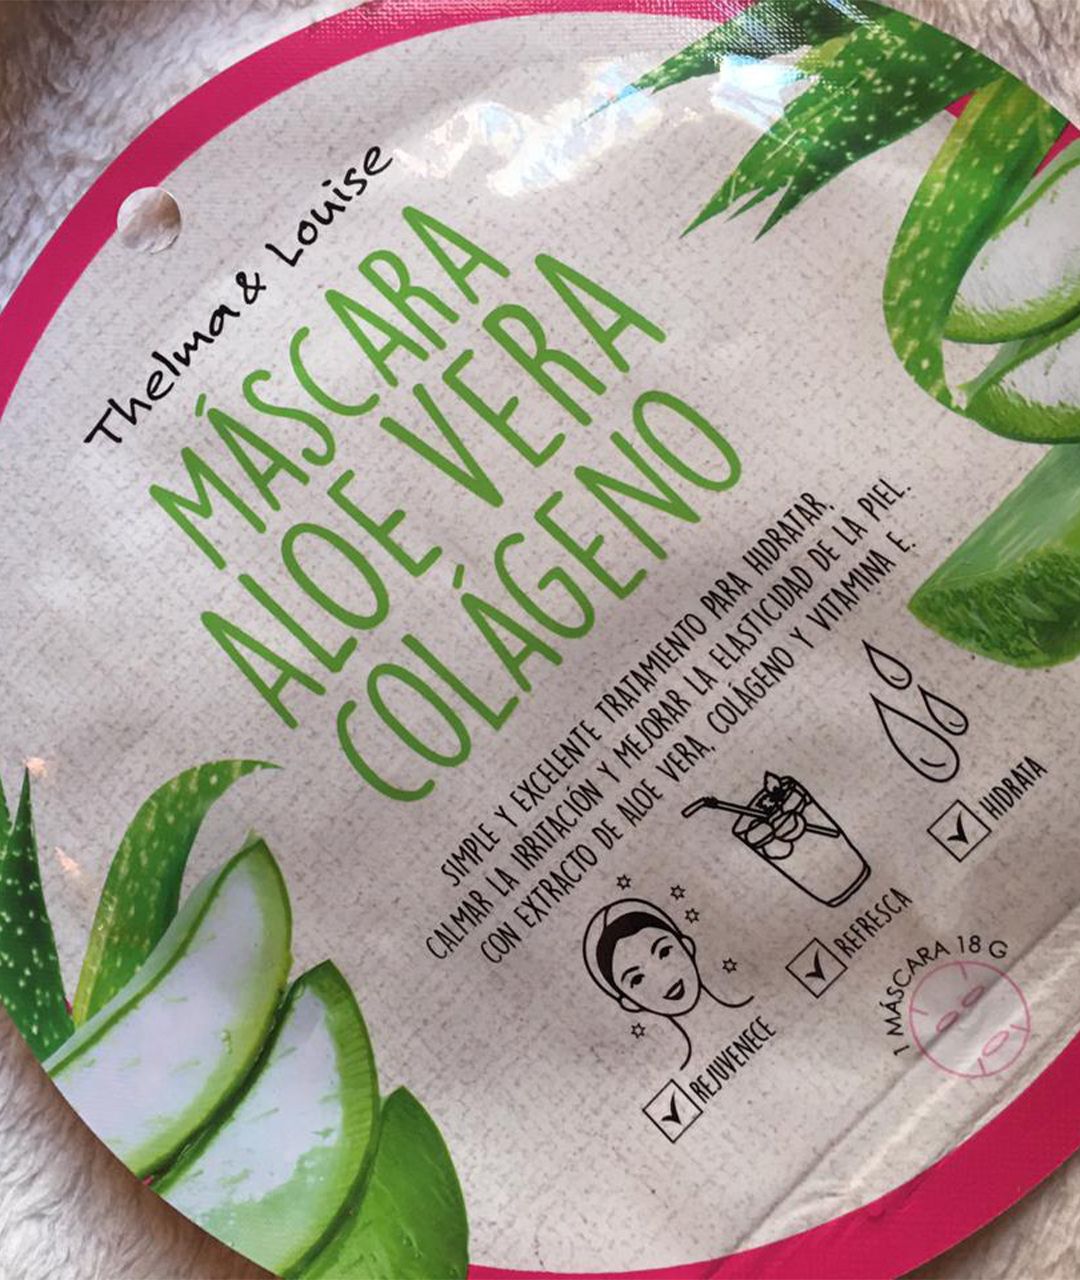 Thelma & Louise
MÁSCARA
ALOE VERA
COLÁGENO
SIMPLE Y EXCELENTE TRATAMIENTO PARA HIDRATAR,
CALMAR LA IRRITACIÓN Y MEJORAR LA ELASTICIDAD DE LA PIEL.
CON EXTRACTO DE ALOE VERA, COLÁGENO Y VITAMINA E.
REJUVENECE
REFRESCA
HIDRATA
1 MÁSCARA 18 G